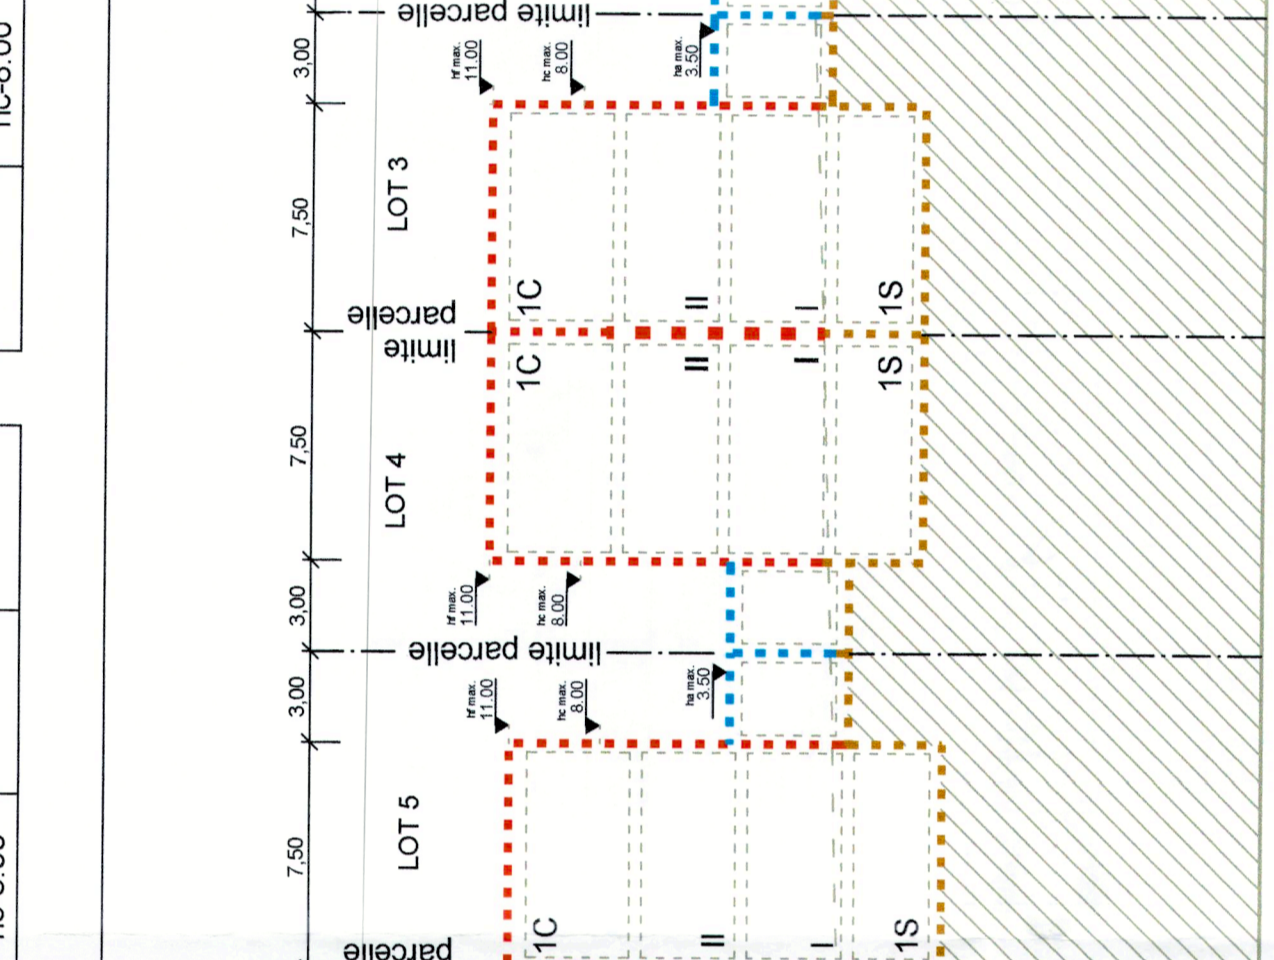 limite parcelle
3,00
hf max.
11.00
hc max.
8.00
ha max.
3.50
LOT 3
7,50
1C
II
I
1S
limite
parcelle
1C
II
I
1S
LOT 4
7,50
hf max.
11.00
hc max.
8.00
3,00
limite parcelle
3,00
hf max.
11.00
hc max.
8.00
ha max.
3.50
LOT 5
7,50
1C
II
I
1S
parcelle